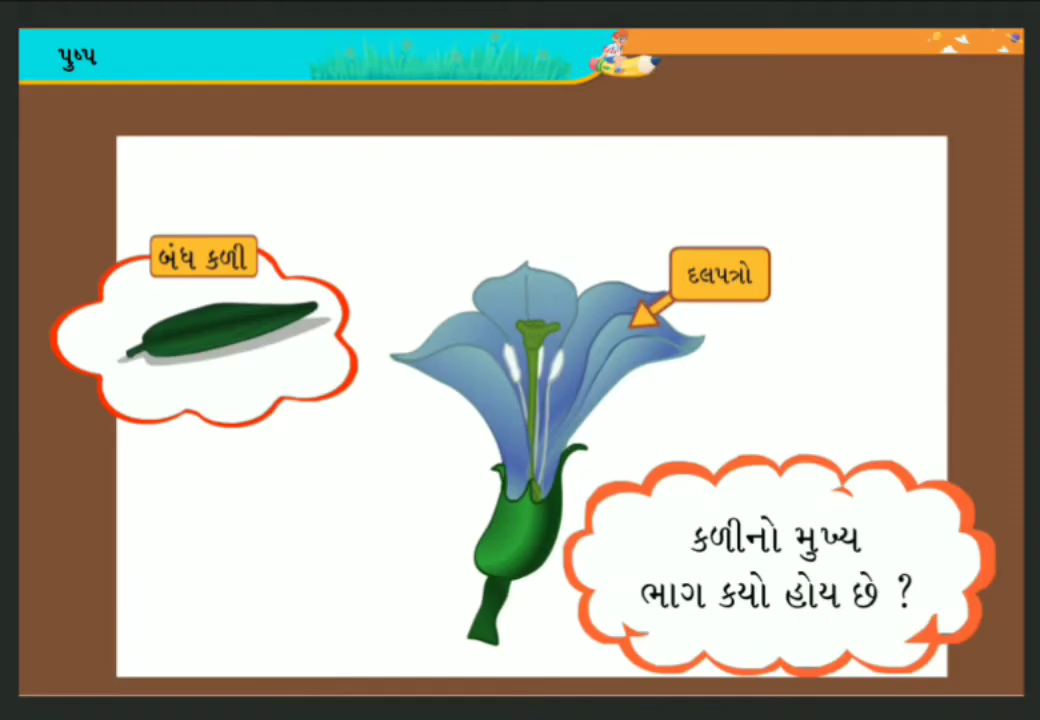 પુષ્પ
બંધ કળી
દલપત્રો
કળીનો મુખ્ય
ભાગ કયો હોય છે ?